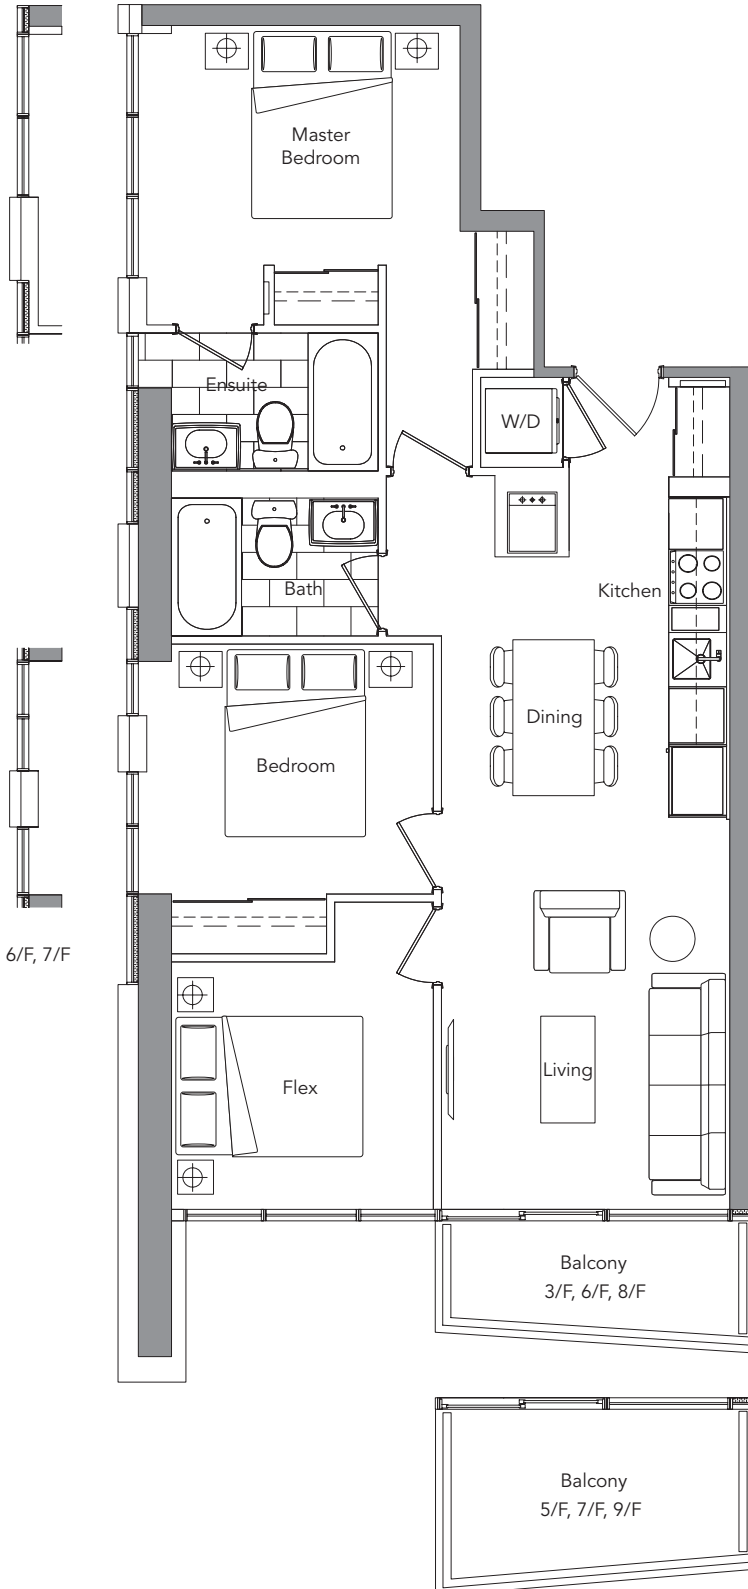 Master
Bedroom
Ensuite
W/D
Bath
Kitchen
Dining
Bedroom
6/F, 7/F
Living
Flex
Balcony
3/F, 6/F, 8/F
Balcony
5/F, 7/F, 9/F